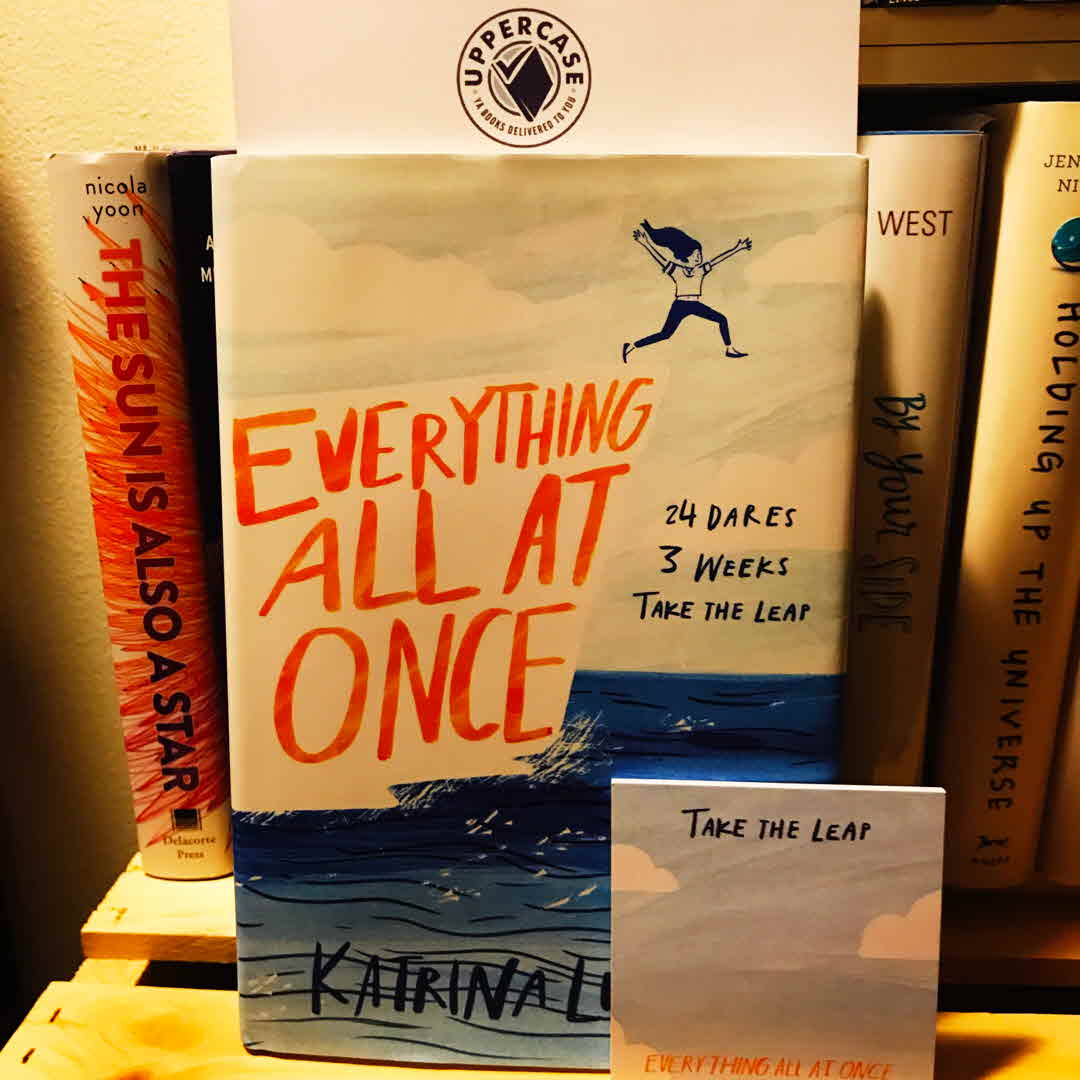 UPPERCASE
YA BOOKS DELIVERED TO YOU
nicola
yoon
THE SUN IS ALSO A STAR
Delacorte
Press
EVERYTHING
ALL AT
ONCE
24 DARES
3 WEEKS
TAKE THE LEAP
KATRINA
TAKE THE LEAP
EVERYTHING ALL AT ONCE
WEST
By Your SIDE
JEN
NI
HOLDING UP THE UNIVERSE